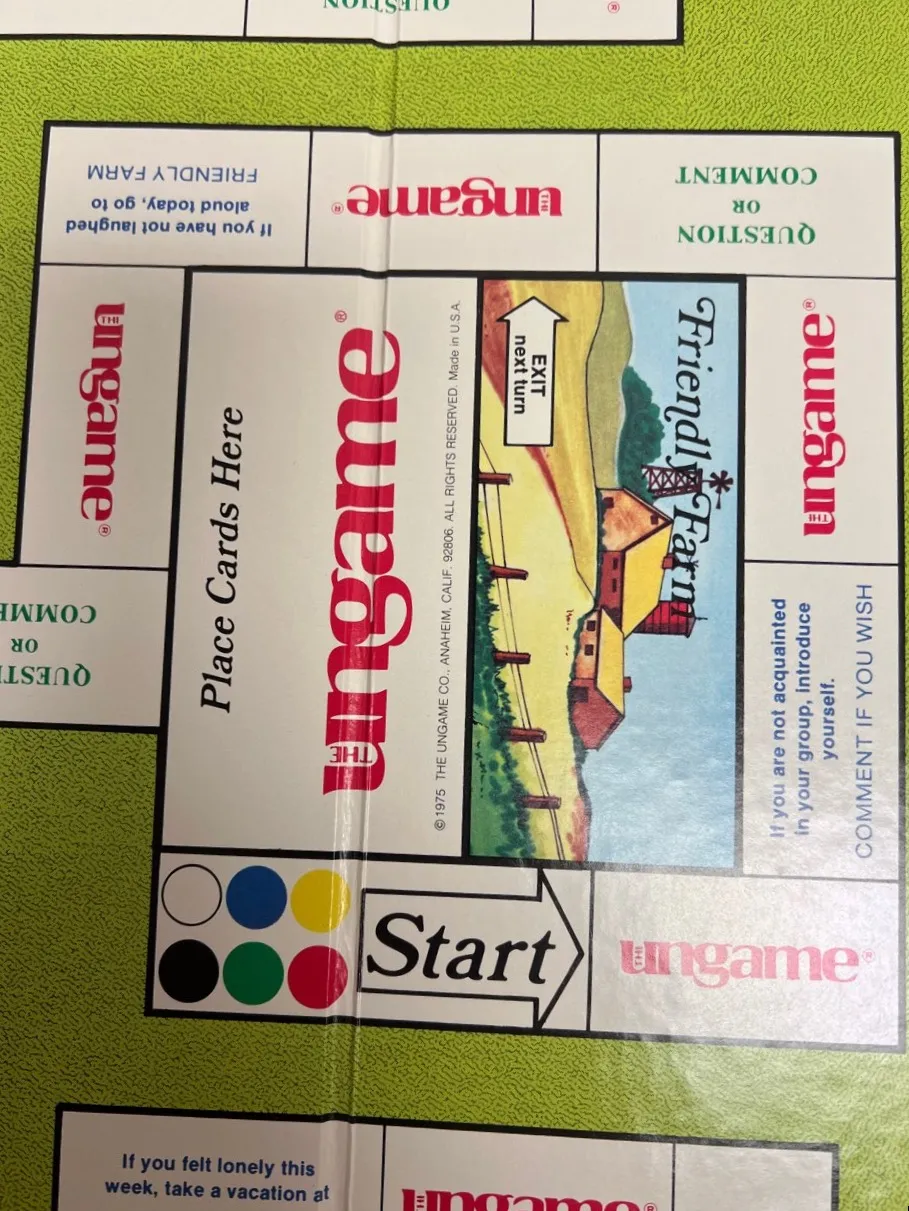 QUESTION
®
If you have not laughed
aloud today, go to
FRIENDLY FARM
THE ungame®
QUESTION
OR
COMMENT
THE ungame®
Place Cards Here
THE ungame®
©1975 THE UNGAME CO., ANAHEIM, CALIF. 92806. ALL RIGHTS RESERVED. Made in U.S.A.
EXIT
next turn
Friendly Farm
THE ungame®
If you are not acquainted
in your group, introduce
yourself.
COMMENT IF YOU WISH
QUESTI
OR
COMME
Start
THE ungame®
If you felt lonely this
week, take a vacation at
THE ungame®